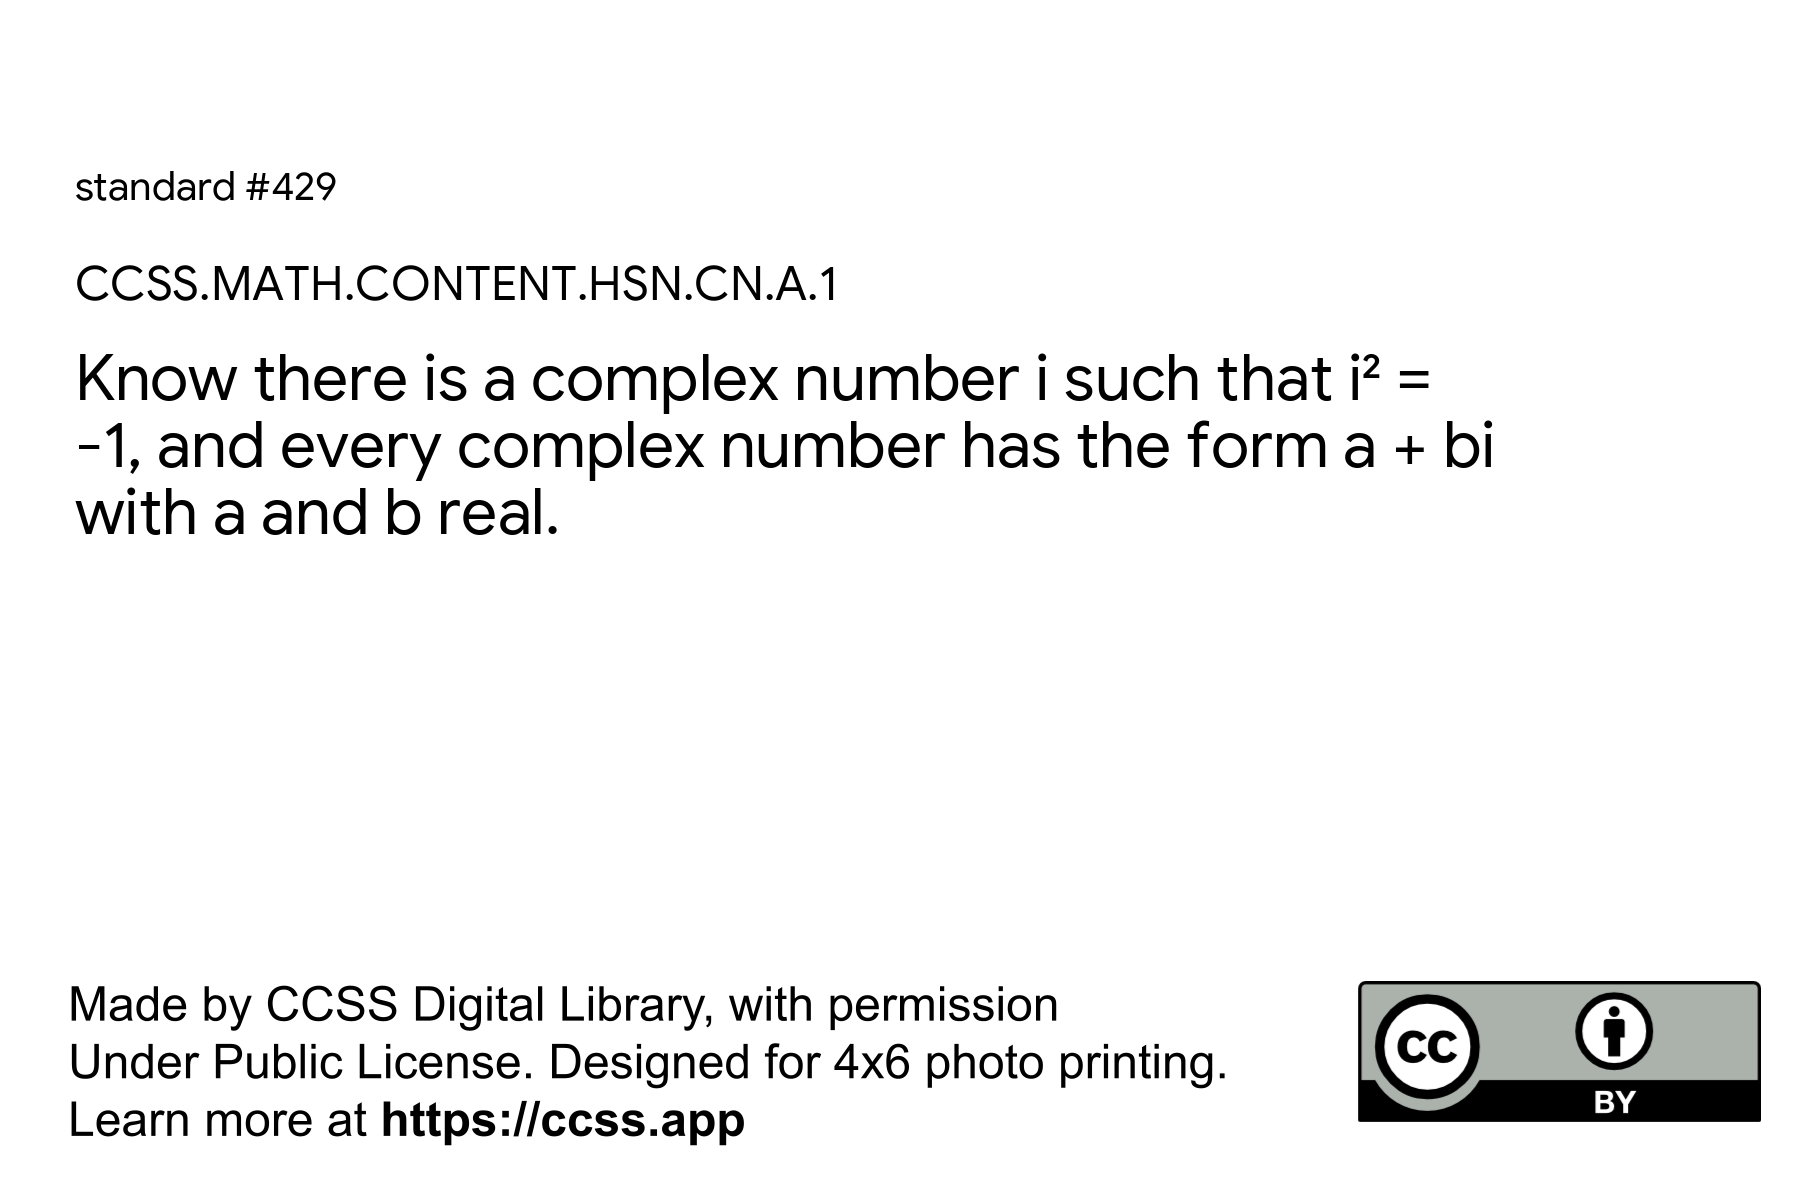 standard #429
CCSS.MATH.CONTENT.HSN.CN.A.1
Know there is a complex number i such that i² =
-1, and every complex number has the form a + bi
with a and b real.
Made by CCSS Digital Library, with permission
Under Public License. Designed for 4x6 photo printing.
Learn more at https://ccss.app
cc
BY